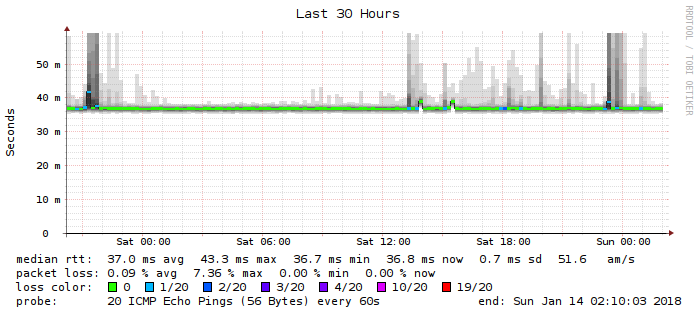 Last 30 Hours
RRDTOOL / TOBI OETIKER
Seconds
50 m
40 m
30 m
20 m
10 m
0
Sat 00:00 Sat 06:00 Sat 12:00 Sat 18:00 Sun 00:00
median rtt: 37.0 ms avg 43.3 ms max 36.7 ms min 36.8 ms now 0.7 ms sd 51.6 am/s
packet loss: 0.09 % avg 7.36 % max 0.00 % min 0.00 % now
loss color: 0 1/20 2/20 3/20 4/20 10/20 19/20
probe: 20 ICMP Echo Pings (56 Bytes) every 60s end: Sun Jan 14 02:10:03 2018